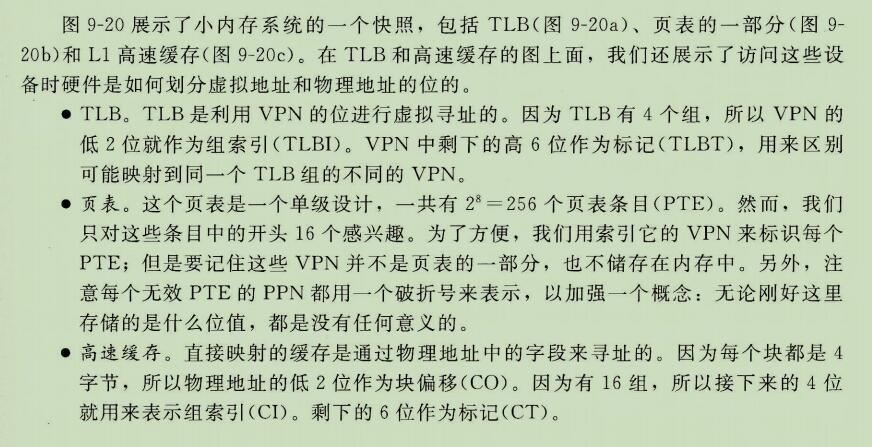 图 9-20 展示了小内存系统的一个快照，包括 TLB(图 9-20a)、页表的一部分(图 9-
20b)和 L1 高速缓存(图 9-20c)。在 TLB 和高速缓存的图上面，我们还展示了访问这些设
备时硬件是如何划分虚拟地址和物理地址的位的。
● TLB。TLB 是利用 VPN 的位进行虚拟寻址的。因为 TLB 有 4 个组，所以 VPN 的
低 2 位就作为组索引(TLBI)。VPN 中剩下的高 6 位作为标记(TLBT)，用来区别
可能映射到同一个 TLB 组的不同的 VPN。
● 页表。这个页表是一个单级设计，一共有 2⁸＝256 个页表条目(PTE)。然而，我们
只对这些条目中的开头 16 个感兴趣。为了方便，我们用索引它的 VPN 来标识每个
PTE；但是要记住这些 VPN 并不是页表的一部分，也不储存在内存中。另外，注
意每个无效 PTE 的 PPN 都用一个破折号来表示，以加强一个概念：无论刚好这里
存储的是什么位值，都是没有任何意义的。
● 高速缓存。直接映射的缓存是通过物理地址中的字段来寻址的。因为每个块都是 4
字节，所以物理地址的低 2 位作为块偏移(CO)。因为有 16 组，所以接下来的 4 位
就用来表示组索引(CI)。剩下的 6 位作为标记(CT)。